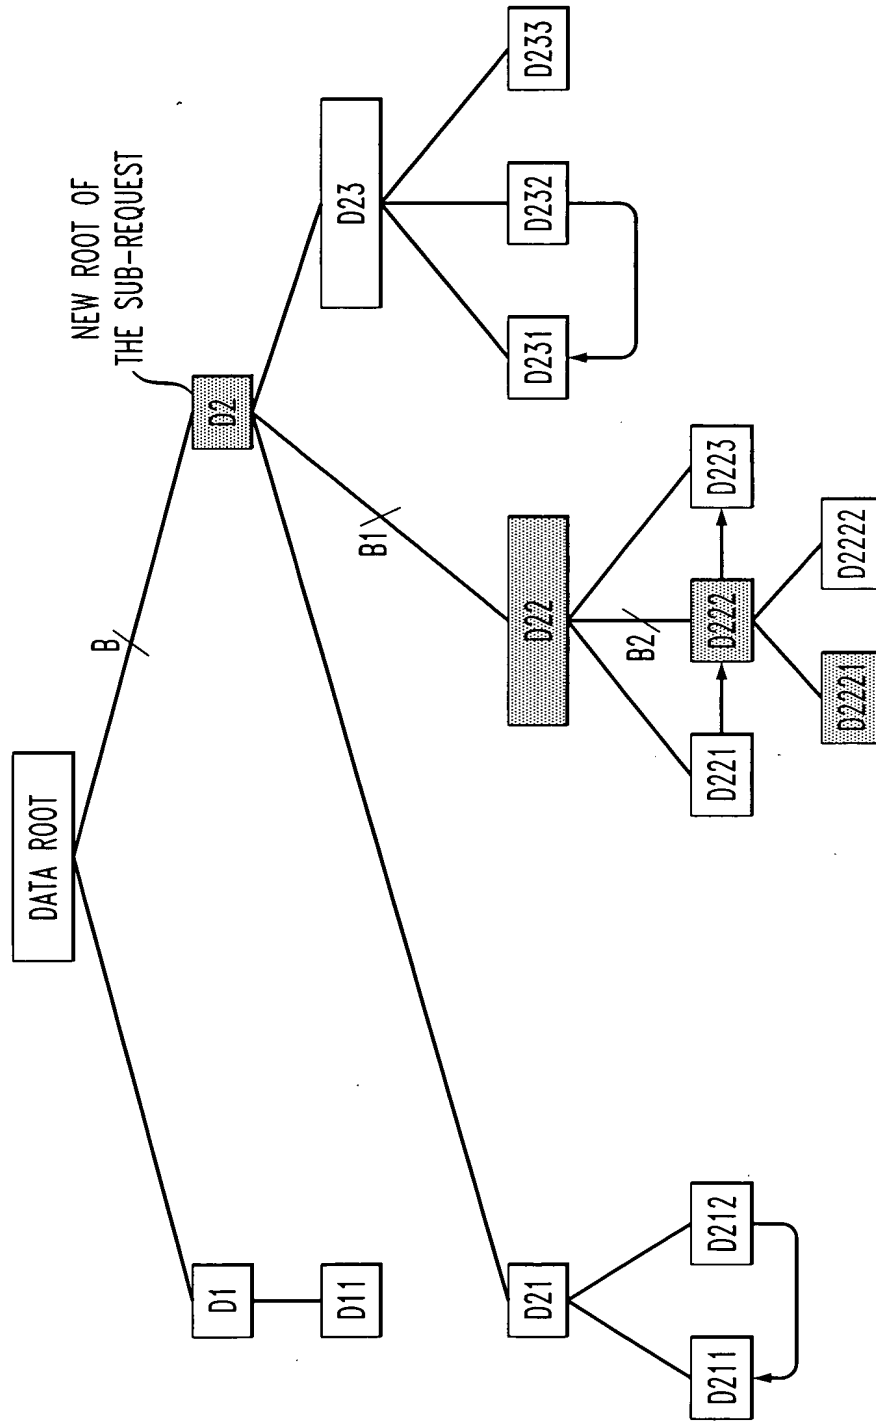 DATA ROOT
B
NEW ROOT OF
THE SUB-REQUEST
D1
D2
D11
D23
B1
D21
D22
D231
D232
D233
B2
D211
D212
D221
D222
D223
D2221
D2222